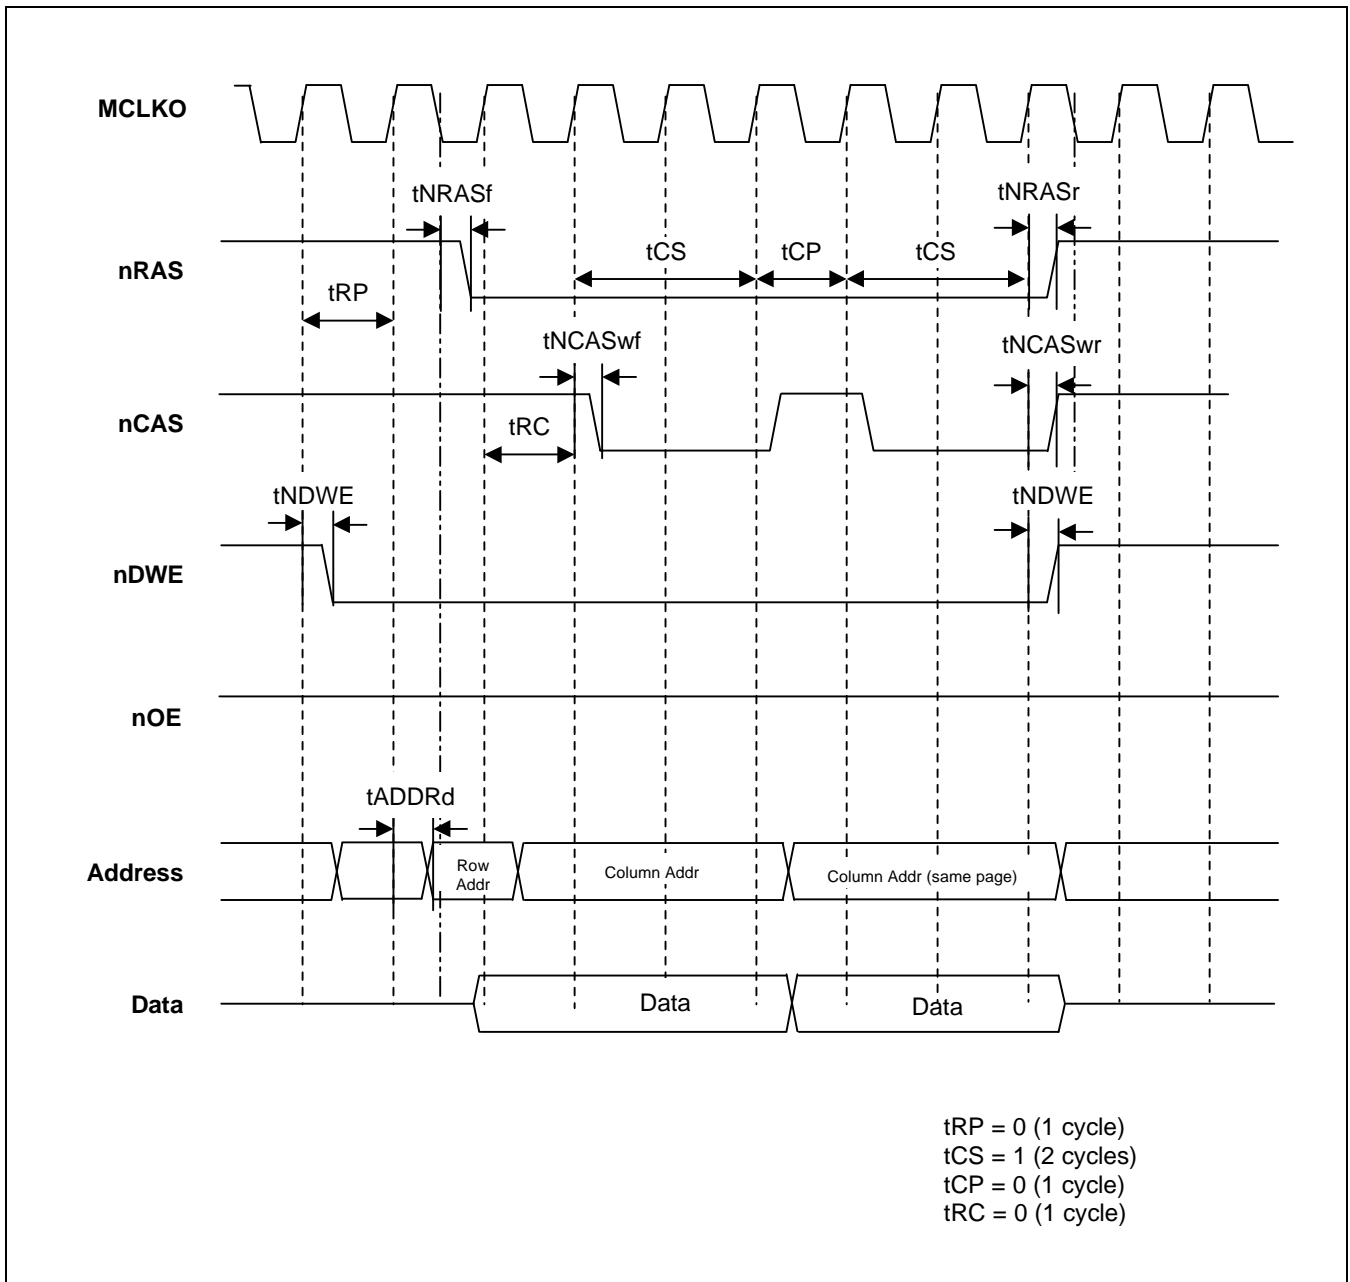 MCLKO
tNRASf
tNRASr
nRAS
tCS
tCP
tCS
tRP
tNCASwf
tNCASwr
nCAS
tRC
tNDWE
tNDWE
nDWE
nOE
tADDRd
Address
Row
Addr
Column Addr
Column Addr (same page)
Data
Data
Data
tRP = 0 (1 cycle)
tCS = 1 (2 cycles)
tCP = 0 (1 cycle)
tRC = 0 (1 cycle)